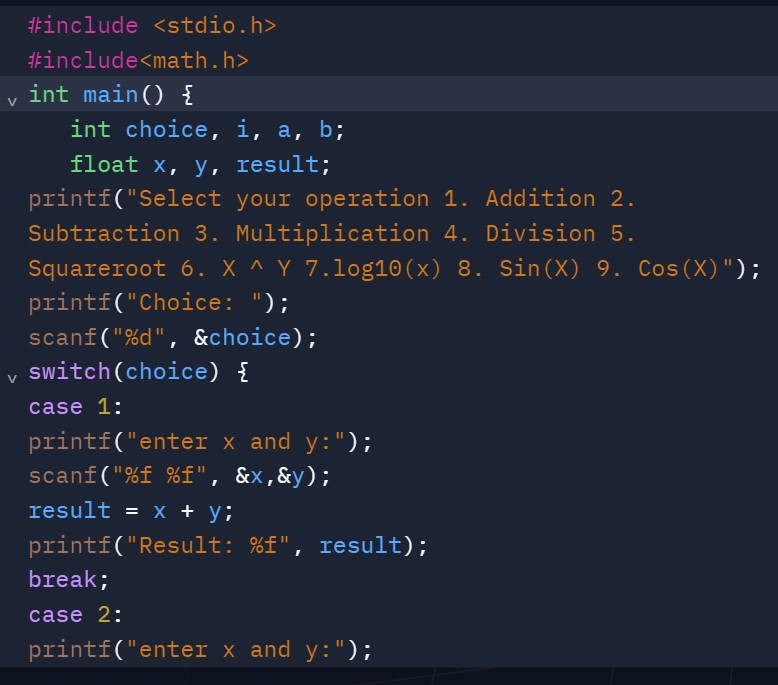 #include <stdio.h>
#include<math.h>
int main() {
int choice, i, a, b;
float x, y, result;
printf("Select your operation 1. Addition 2.
Subtraction 3. Multiplication 4. Division 5.
Squareroot 6. X ^ Y 7.log10(x) 8. Sin(X) 9. Cos(X)");
printf("Choice: ");
scanf("%d", &choice);
switch(choice) {
case 1:
printf("enter x and y:");
scanf("%f %f", &x,&y);
result = x + y;
printf("Result: %f", result);
break;
case 2:
printf("enter x and y:");